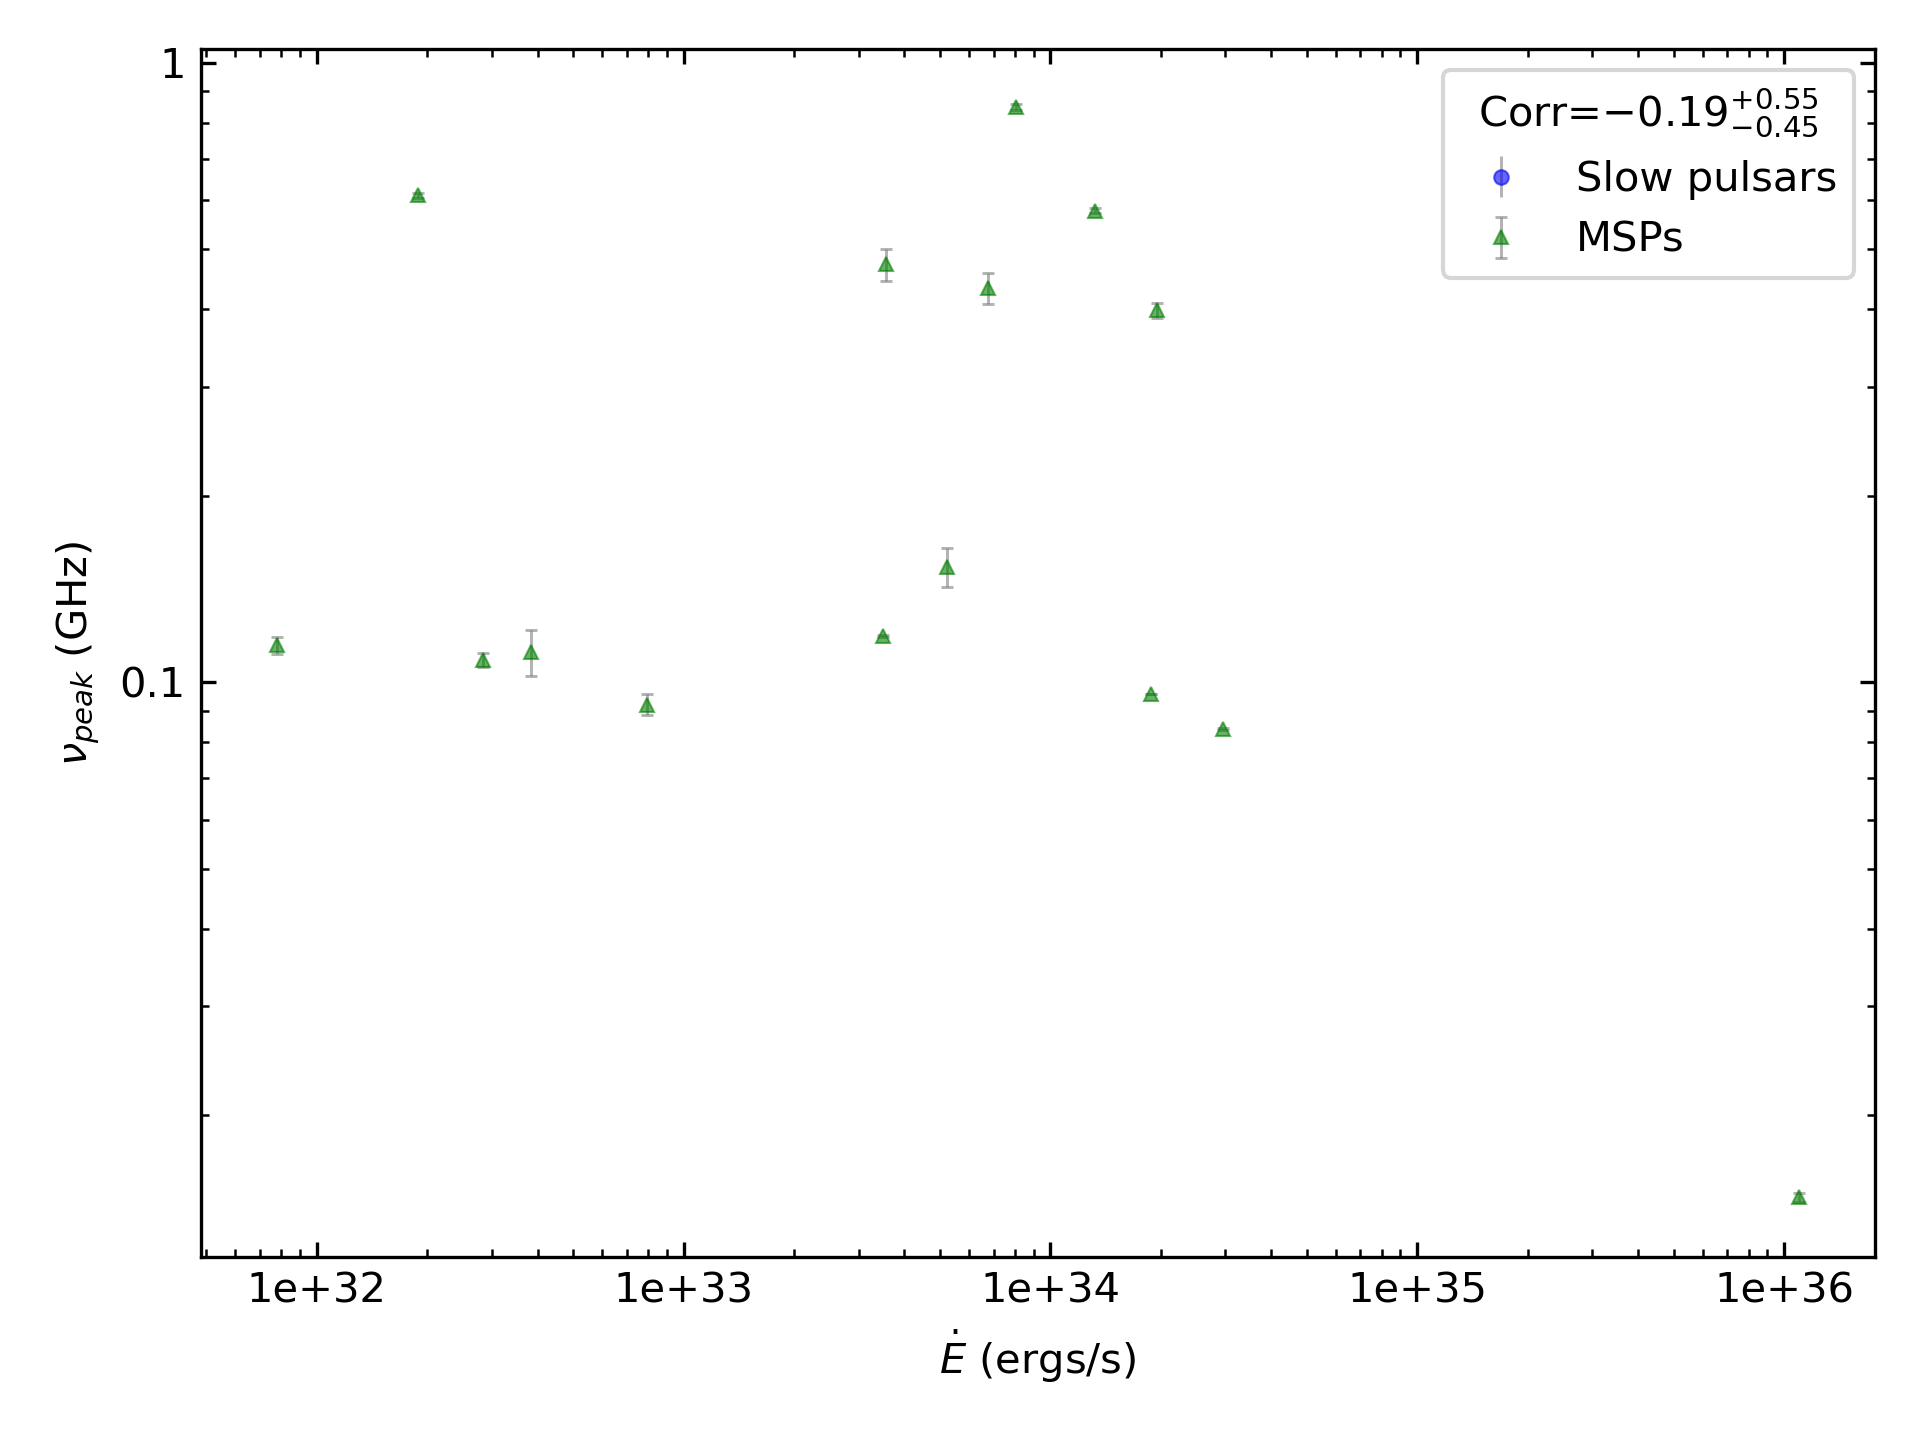 1
0.1
ν_peak (GHz)
Corr=−0.19^{+0.55}_{−0.45}
Slow pulsars
MSPs
1e+32 1e+33 1e+34 1e+35 1e+36
Ė (ergs/s)